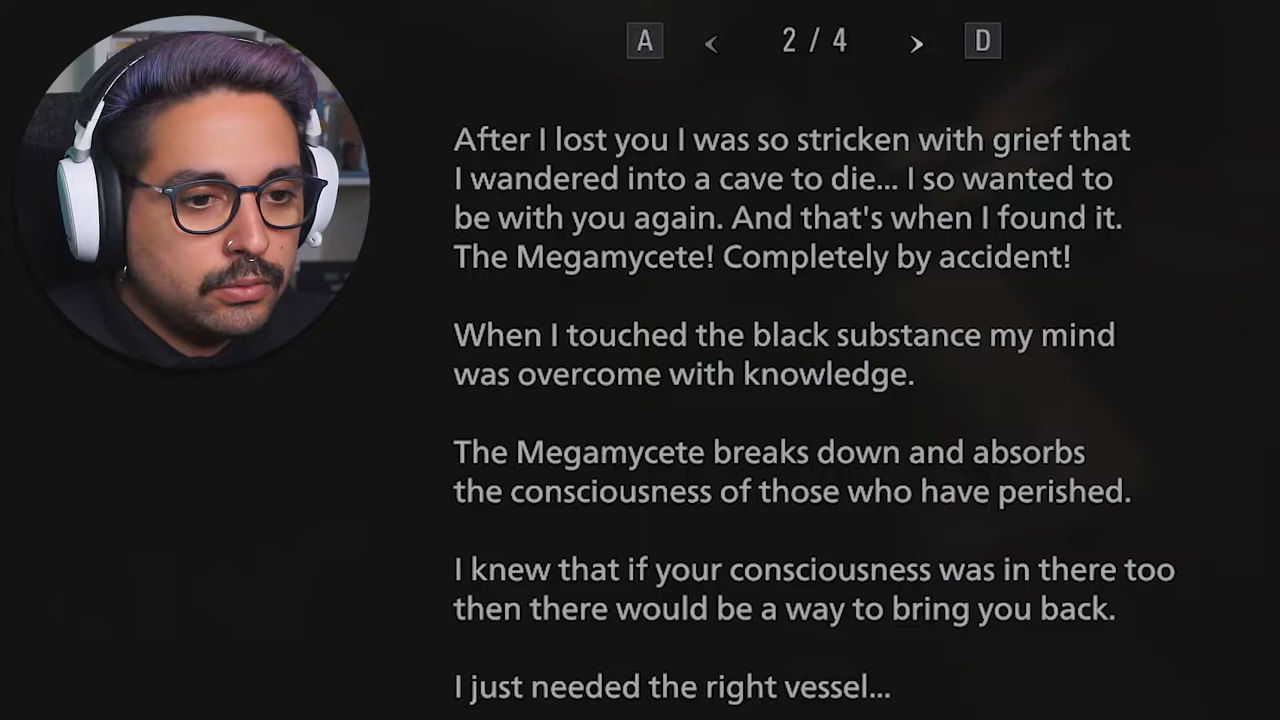 A < 2 / 4 > D
After I lost you I was so stricken with grief that
I wandered into a cave to die... I so wanted to
be with you again. And that's when I found it.
The Megamycete! Completely by accident!
When I touched the black substance my mind
was overcome with knowledge.
The Megamycete breaks down and absorbs
the consciousness of those who have perished.
I knew that if your consciousness was in there too
then there would be a way to bring you back.
I just needed the right vessel...